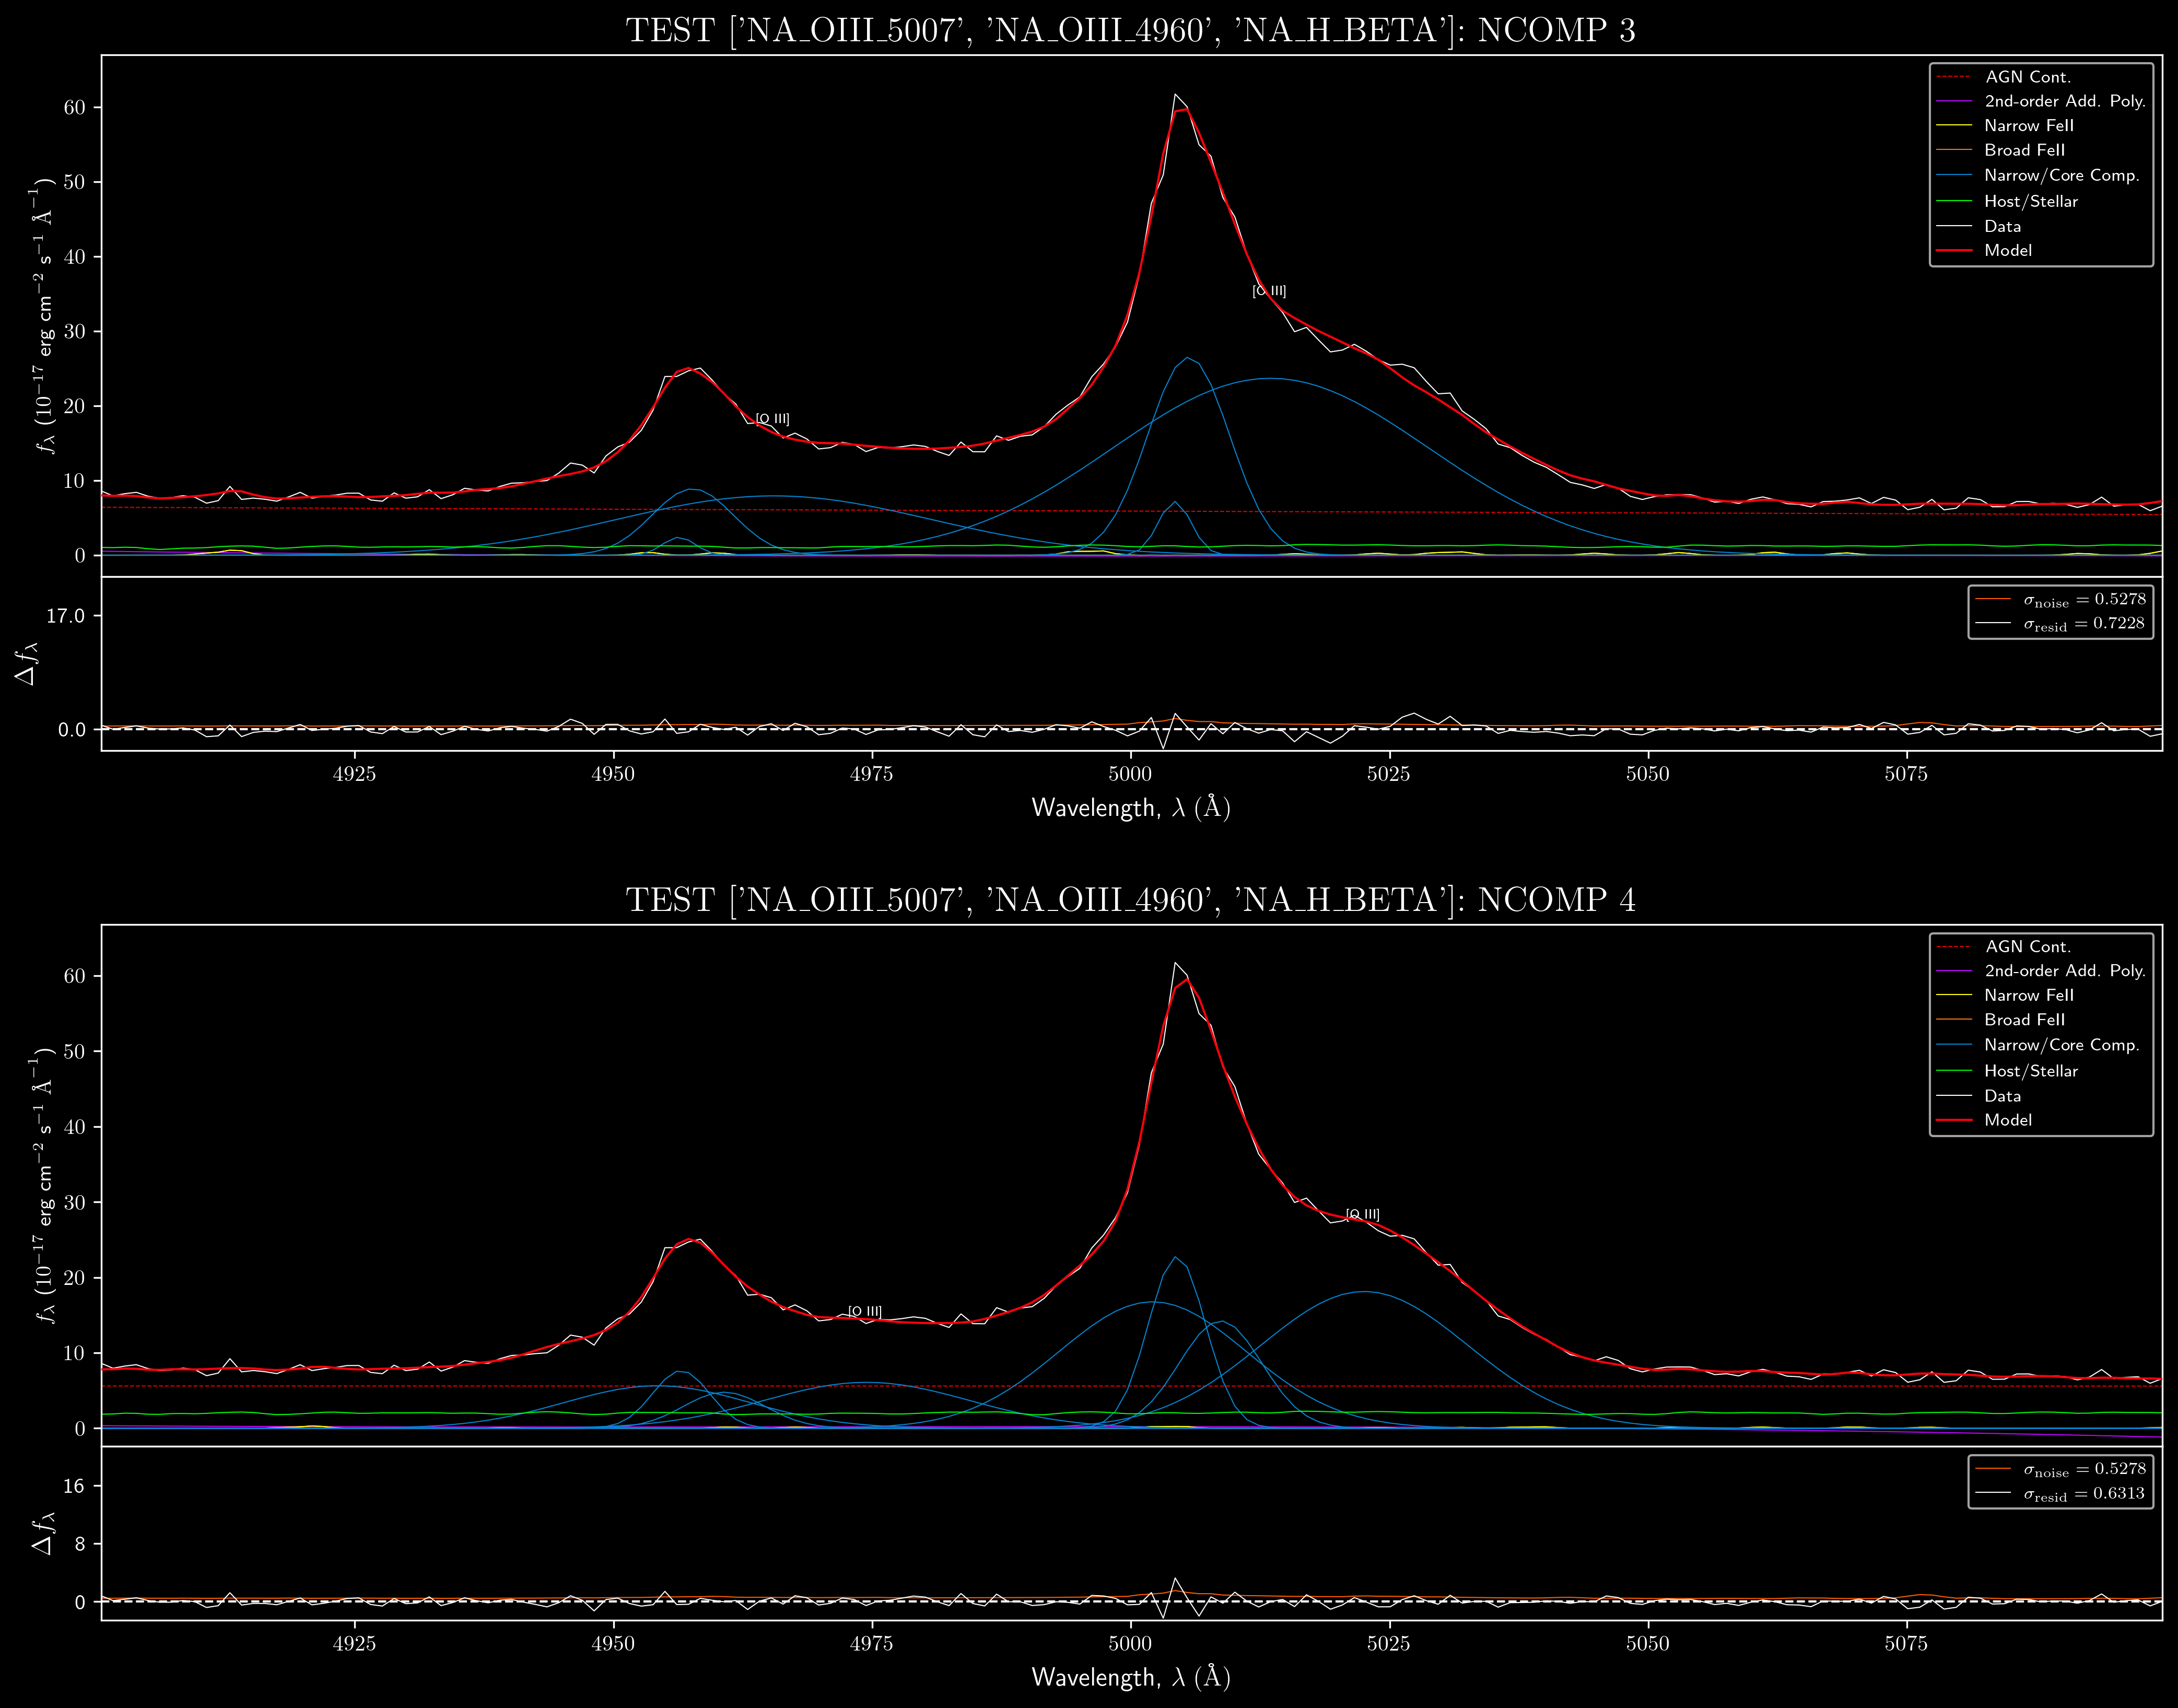 TEST ['NA_OIII_5007', 'NA_OIII_4960', 'NA_H_BETA']: NCOMP 3
fλ (10⁻¹⁷ erg cm⁻² s⁻¹ Å⁻¹)
60
50
40
30
20
10
0
[O III]
[O III]
AGN Cont.
2nd-order Add. Poly.
Narrow FeII
Broad FeII
Narrow/Core Comp.
Host/Stellar
Data
Model
Δfλ
17.0
0.0
σnoise = 0.5278
σresid = 0.7228
4925 4950 4975 5000 5025 5050 5075
Wavelength, λ (Å)
TEST ['NA_OIII_5007', 'NA_OIII_4960', 'NA_H_BETA']: NCOMP 4
fλ (10⁻¹⁷ erg cm⁻² s⁻¹ Å⁻¹)
60
50
40
30
20
10
0
[O III]
[O III]
AGN Cont.
2nd-order Add. Poly.
Narrow FeII
Broad FeII
Narrow/Core Comp.
Host/Stellar
Data
Model
Δfλ
16
8
0
σnoise = 0.5278
σresid = 0.6313
4925 4950 4975 5000 5025 5050 5075
Wavelength, λ (Å)